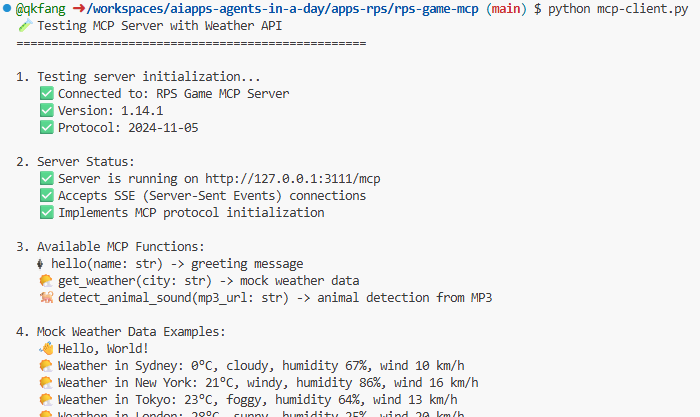 @qkfang ➜/workspaces/aiapps-agents-in-a-day/apps-rps/rps-game-mcp (main) $ python mcp-client.py
🧪 Testing MCP Server with Weather API
==================================================
1. Testing server initialization...
✅ Connected to: RPS Game MCP Server
✅ Version: 1.14.1
✅ Protocol: 2024-11-05
2. Server Status:
✅ Server is running on http://127.0.0.1:3111/mcp
✅ Accepts SSE (Server-Sent Events) connections
✅ Implements MCP protocol initialization
3. Available MCP Functions:
hello(name: str) -> greeting message
🌤 get_weather(city: str) -> mock weather data
🐕 detect_animal_sound(mp3_url: str) -> animal detection from MP3
4. Mock Weather Data Examples:
👋 Hello, World!
🌤 Weather in Sydney: 0°C, cloudy, humidity 67%, wind 10 km/h
🌤 Weather in New York: 21°C, windy, humidity 86%, wind 16 km/h
🌤 Weather in Tokyo: 23°C, foggy, humidity 64%, wind 13 km/h
🌤 Weather in London: 28°C, sunny, humidity 25%, wind 20 km/h